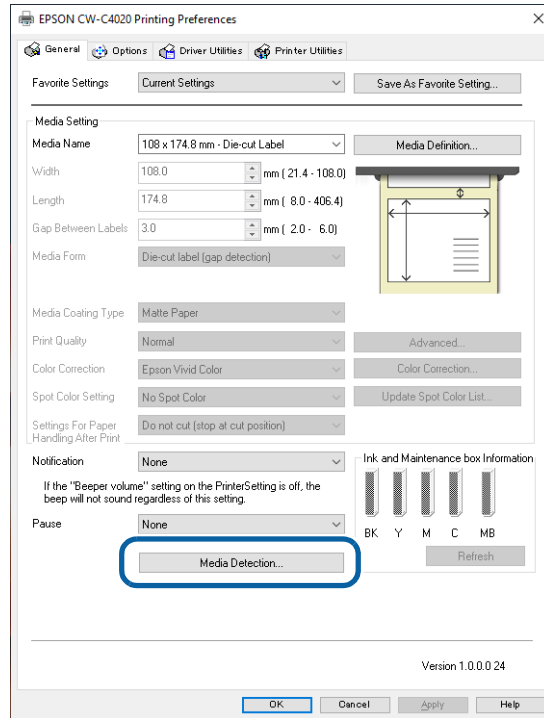 EPSON CW-C4020 Printing Preferences
General Options Driver Utilities Printer Utilities
Favorite Settings Current Settings Save As Favorite Setting...
Media Setting
Media Name 108 x 174.8 mm - Die-cut Label Media Definition...
Width 108.0 mm ( 21.4 - 108.0)
Length 174.8 mm ( 8.0 - 406.4)
Gap Between Labels 3.0 mm ( 2.0 - 6.0)
Media Form Die-cut label (gap detection)
Media Coating Type Matte Paper
Print Quality Normal Advanced...
Color Correction Epson Vivid Color Color Correction...
Spot Color Setting No Spot Color Update Spot Color List...
Settings For Paper Do not cut (stop at cut position)
Handling After Print
Notification None Ink and Maintenance box Information
If the "Beeper volume" setting on the PrinterSetting is off, the
beep will not sound regardless of this setting.
Pause None
BK Y M C MB
Media Detection... Refresh
Version 1.0.0.0 24
OK Cancel Apply Help